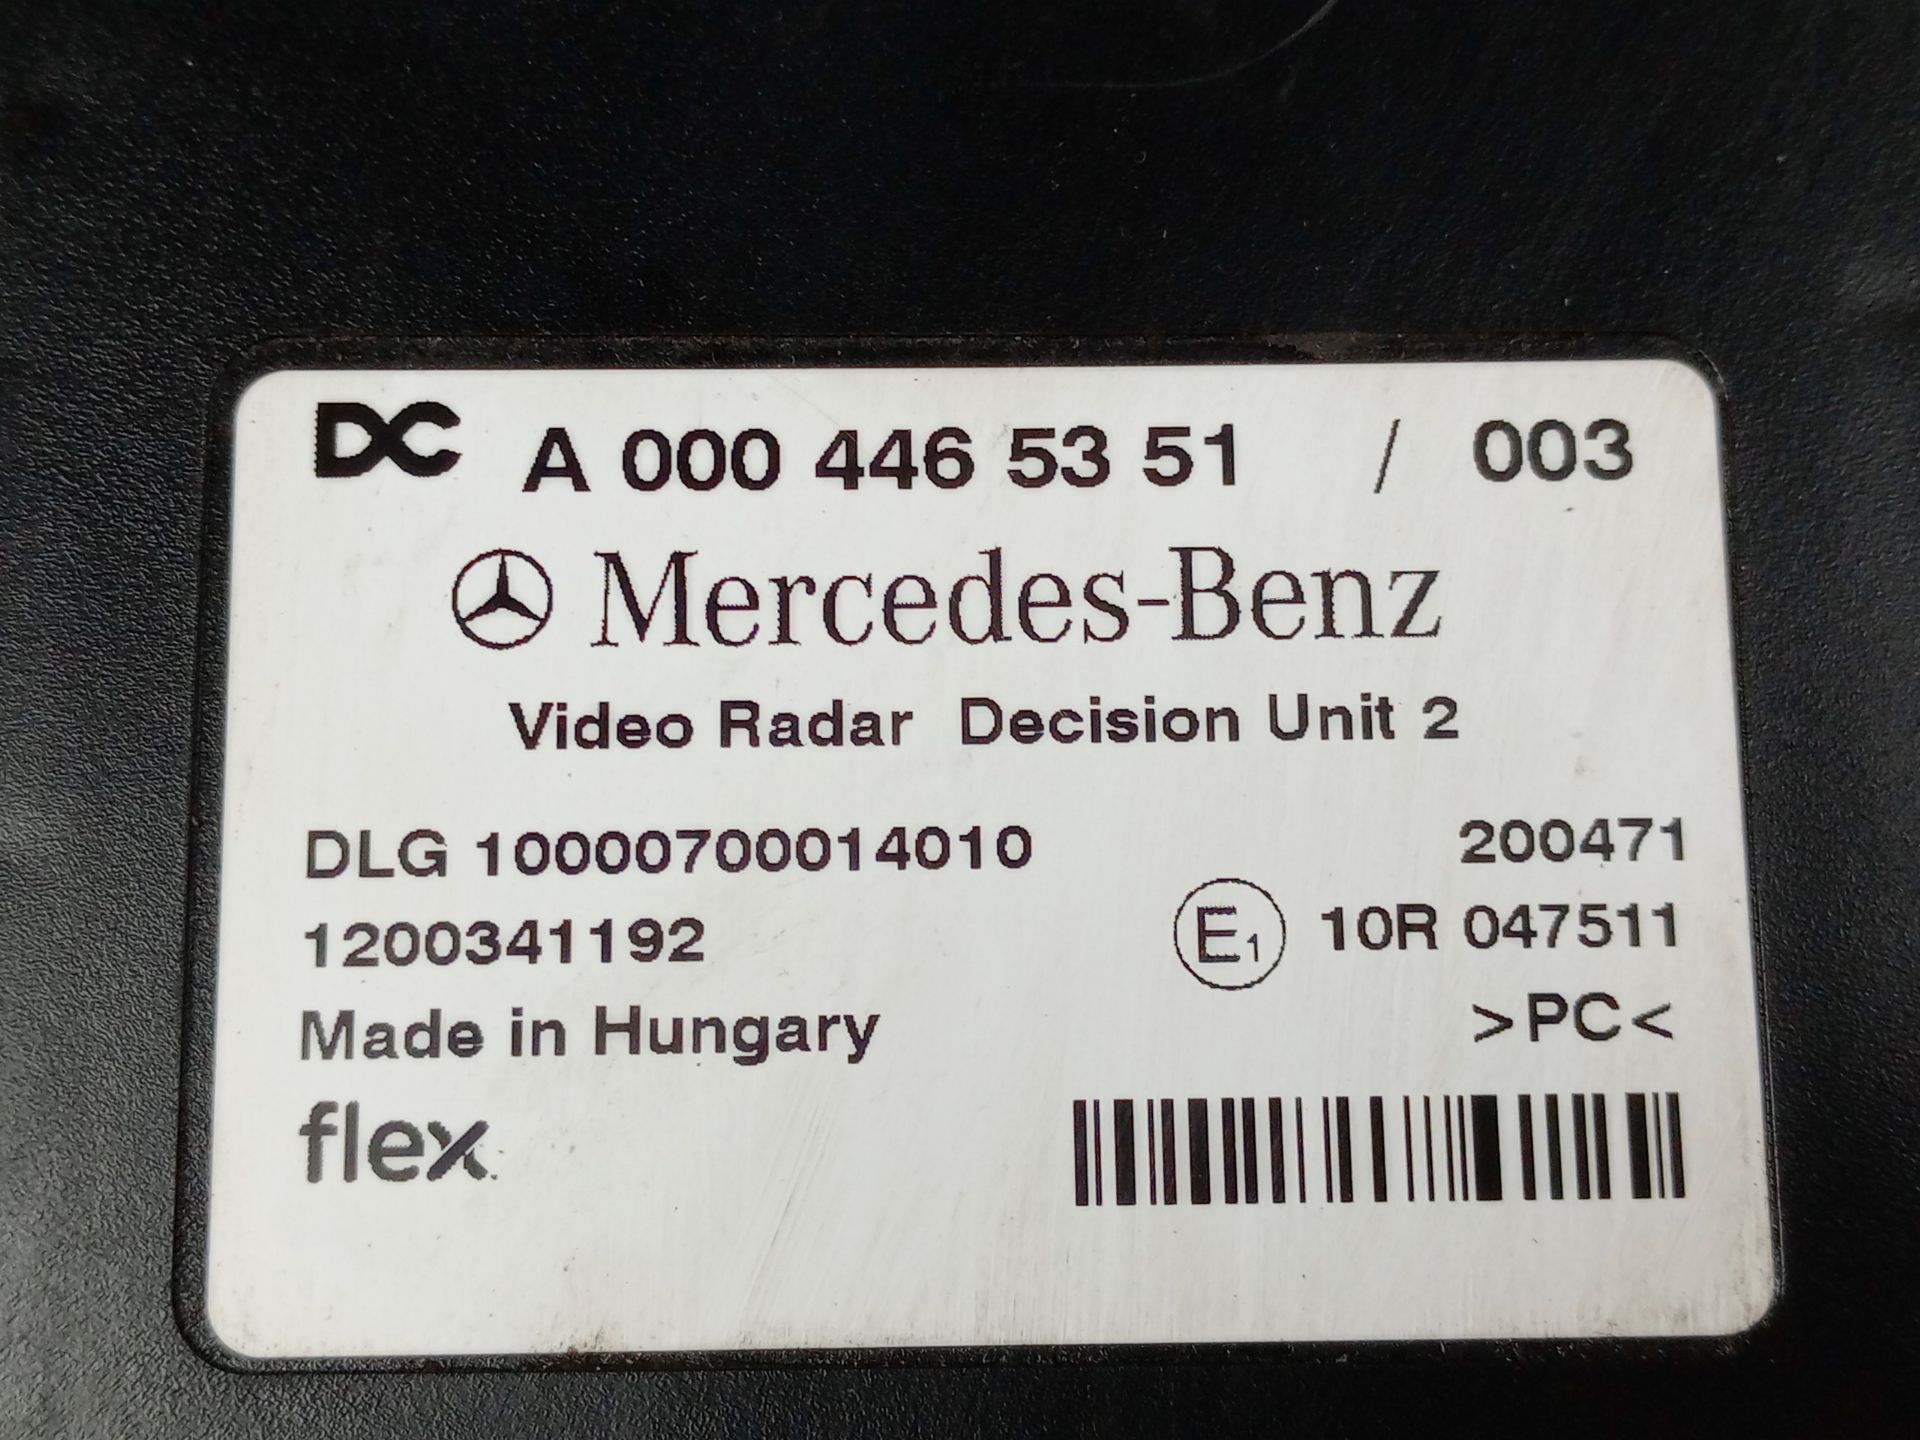 DC A 000 446 53 51 / 003
Mercedes-Benz
Video Radar Decision Unit 2
DLG 10000700014010 200471
1200341192 E1 10R 047511
Made in Hungary >PC<
flex